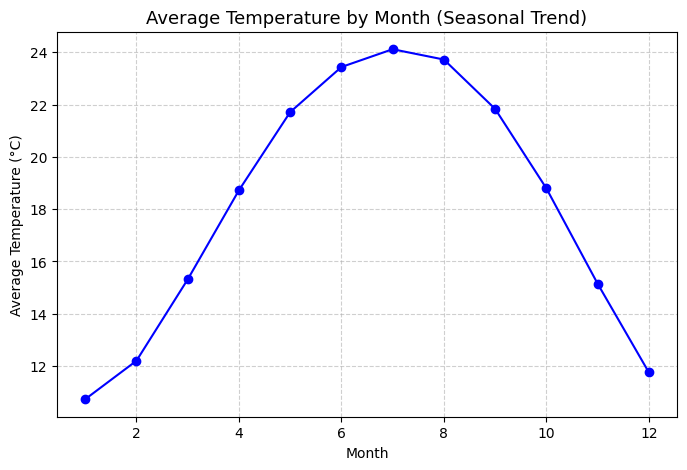 Average Temperature by Month (Seasonal Trend)
Average Temperature (°C)
24
22
20
18
16
14
12
2 4 6 8 10 12
Month